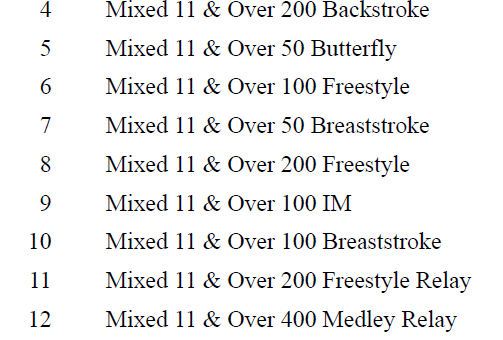 4 Mixed 11 & Over 200 Backstroke
5 Mixed 11 & Over 50 Butterfly
6 Mixed 11 & Over 100 Freestyle
7 Mixed 11 & Over 50 Breaststroke
8 Mixed 11 & Over 200 Freestyle
9 Mixed 11 & Over 100 IM
10 Mixed 11 & Over 100 Breaststroke
11 Mixed 11 & Over 200 Freestyle Relay
12 Mixed 11 & Over 400 Medley Relay